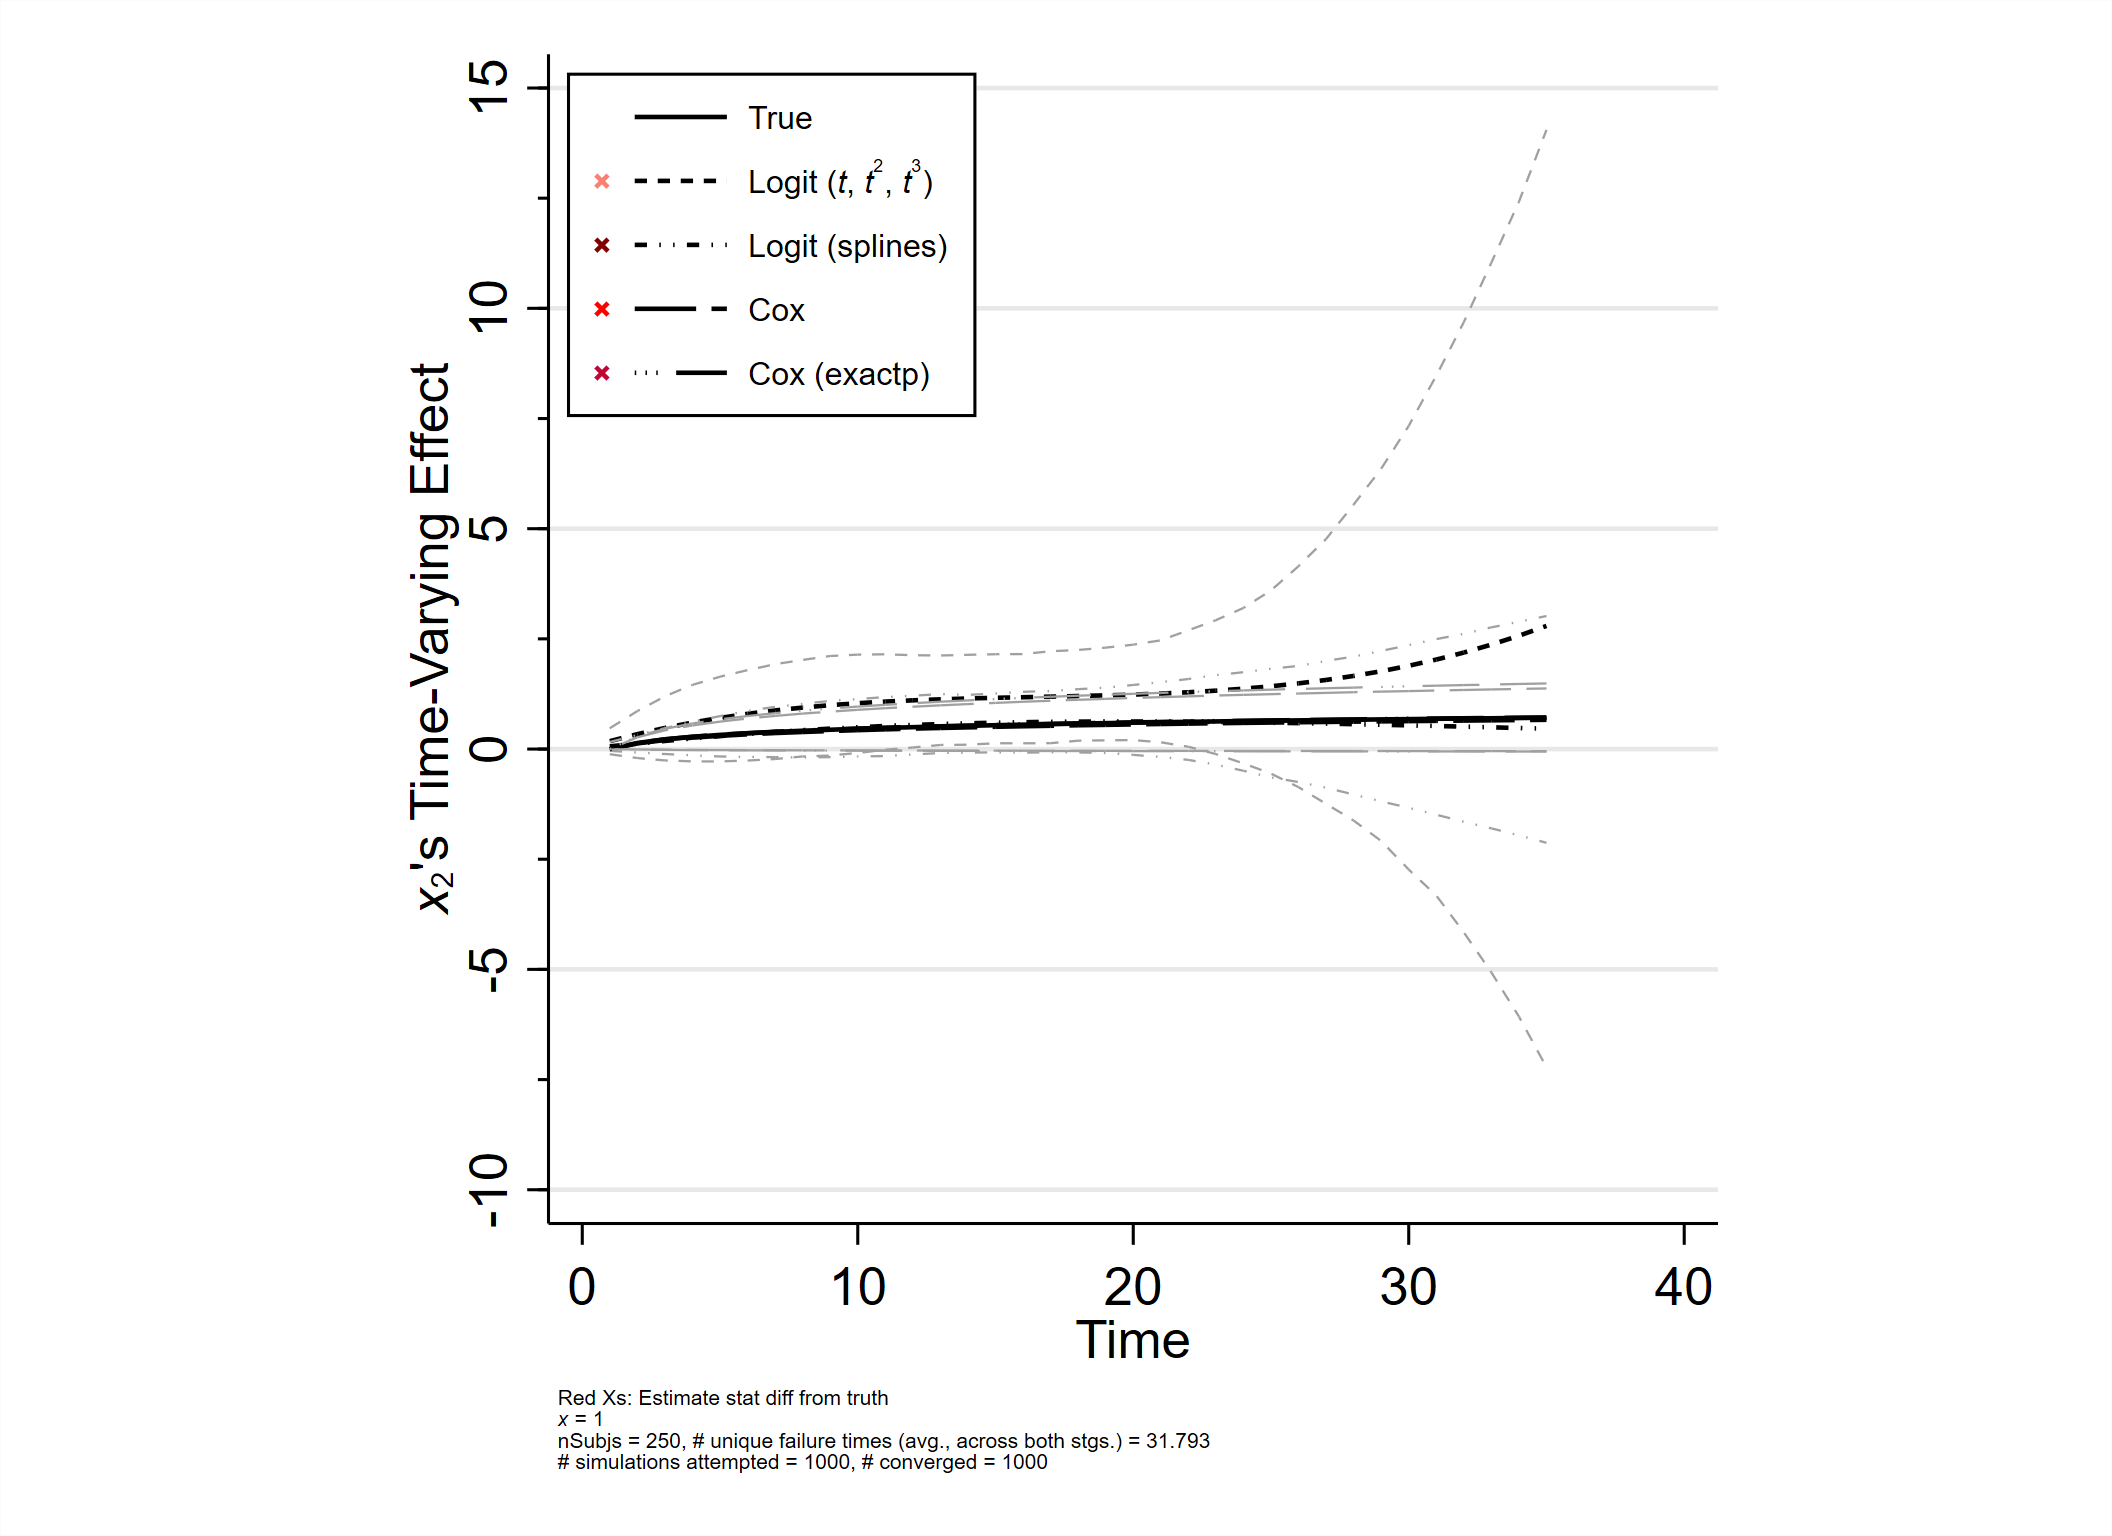 15
10
5
0
-5
-10
x₂'s Time-Varying Effect
True
Logit (t, t², t³)
Logit (splines)
Cox
Cox (exactp)
0 10 20 30 40
Time
Red Xs: Estimate stat diff from truth
x = 1
nSubjs = 250, # unique failure times (avg., across both stgs.) = 31.793
# simulations attempted = 1000, # converged = 1000